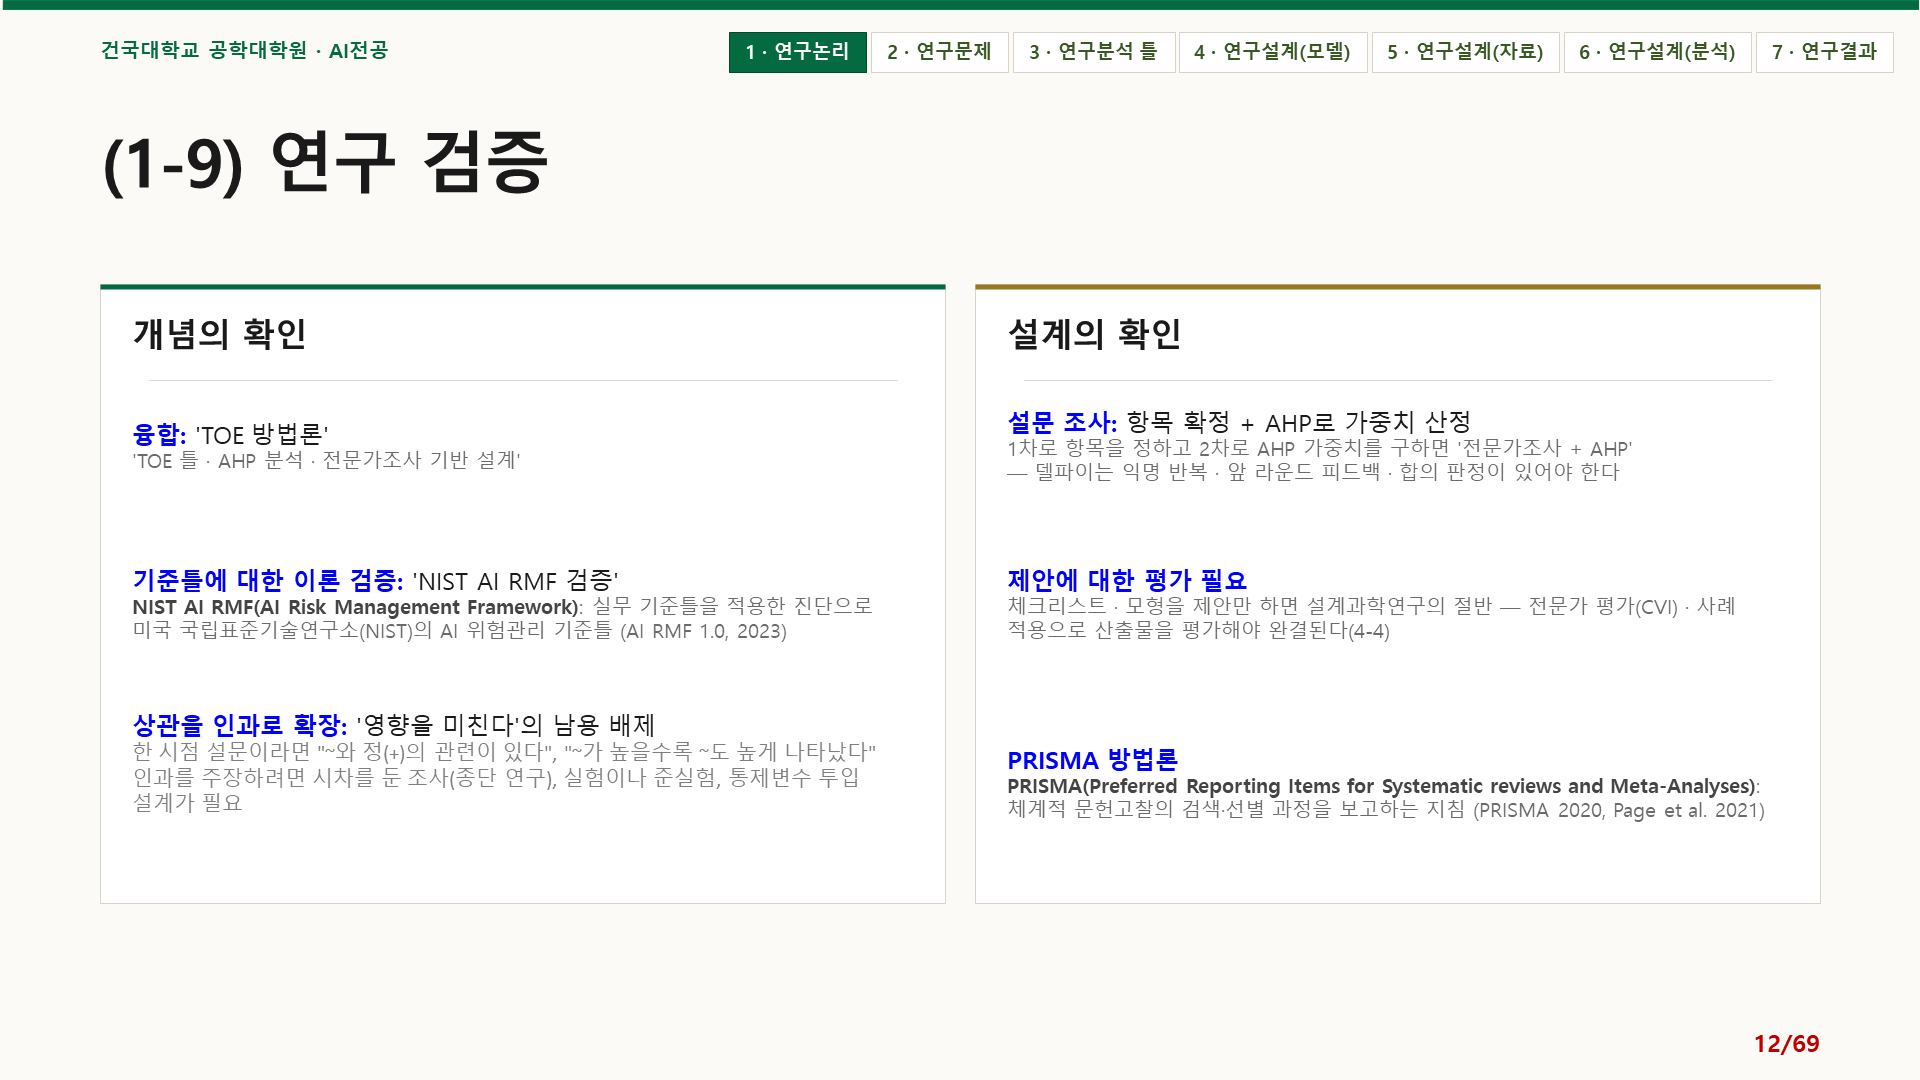 건국대학교 공학대학원 · AI전공
1 · 연구논리
2 · 연구문제
3 · 연구분석 틀
4 · 연구설계(모델)
5 · 연구설계(자료)
6 · 연구설계(분석)
7 · 연구결과
(1-9) 연구 검증
개념의 확인
융합: 'TOE 방법론'
'TOE 틀 · AHP 분석 · 전문가조사 기반 설계'
기준틀에 대한 이론 검증: 'NIST AI RMF 검증'
NIST AI RMF(AI Risk Management Framework): 실무 기준틀을 적용한 진단으로
미국 국립표준기술연구소(NIST)의 AI 위험관리 기준틀 (AI RMF 1.0, 2023)
상관을 인과로 확장: '영향을 미친다'의 남용 배제
한 시점 설문이라면 "~와 정(+)의 관련이 있다", "~가 높을수록 ~도 높게 나타났다"
인과를 주장하려면 시차를 둔 조사(종단 연구), 실험이나 준실험, 통제변수 투입
설계가 필요
설계의 확인
설문 조사: 항목 확정 + AHP로 가중치 산정
1차로 항목을 정하고 2차로 AHP 가중치를 구하면 '전문가조사 + AHP'
— 델파이는 익명 반복 · 앞 라운드 피드백 · 합의 판정이 있어야 한다
제안에 대한 평가 필요
체크리스트 · 모형을 제안만 하면 설계과학연구의 절반 — 전문가 평가(CVI) · 사례
적용으로 산출물을 평가해야 완결된다(4-4)
PRISMA 방법론
PRISMA(Preferred Reporting Items for Systematic reviews and Meta-Analyses):
체계적 문헌고찰의 검색·선별 과정을 보고하는 지침 (PRISMA 2020, Page et al. 2021)
12/69